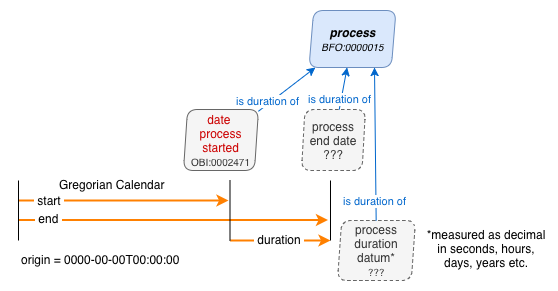 process
BFO:0000015
is duration of
is duration of
date
process
started
OBI:0002471
process
end date
???
Gregorian Calendar
start
end
is duration of
duration
process
duration
datum*
???
*measured as decimal
in seconds, hours,
days, years etc.
origin = 0000-00-00T00:00:00